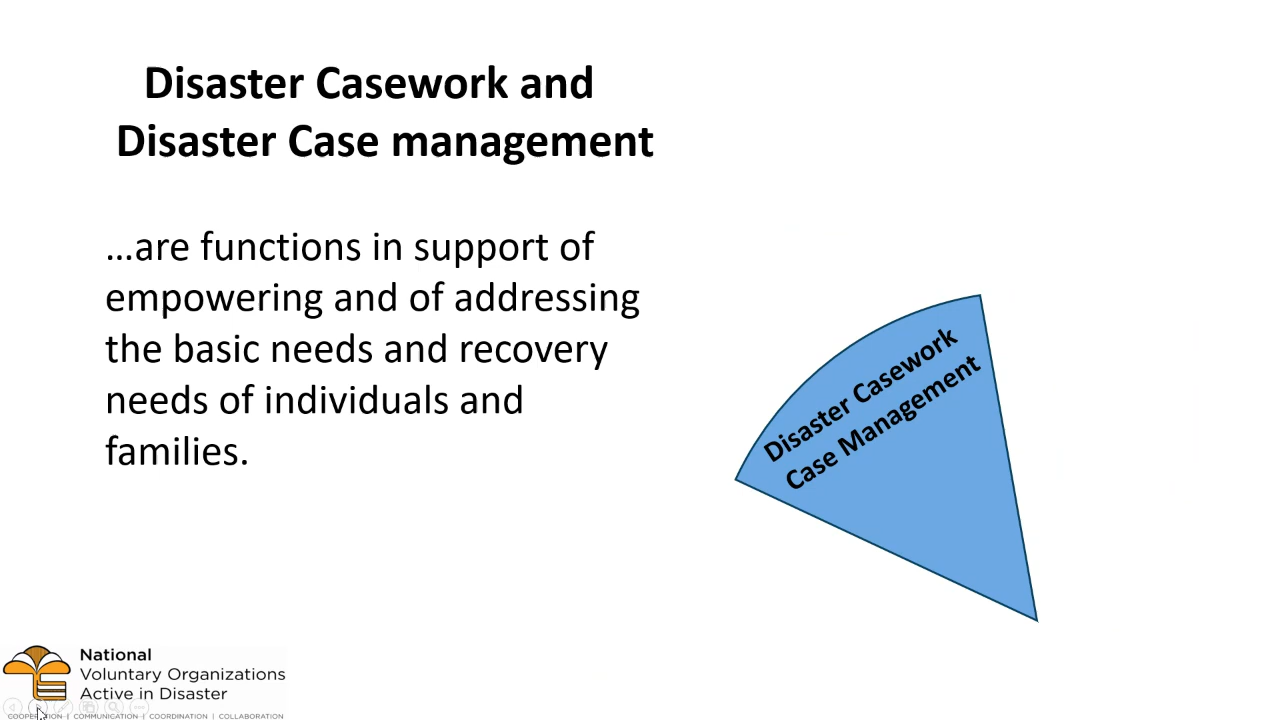 Disaster Casework and
Disaster Case management
...are functions in support of
empowering and of addressing
the basic needs and recovery
needs of individuals and
families.
Disaster Casework
Case Management
National
Voluntary Organizations
Active in Disaster
COOPERATION | COMMUNICATION | COORDINATION | COLLABORATION